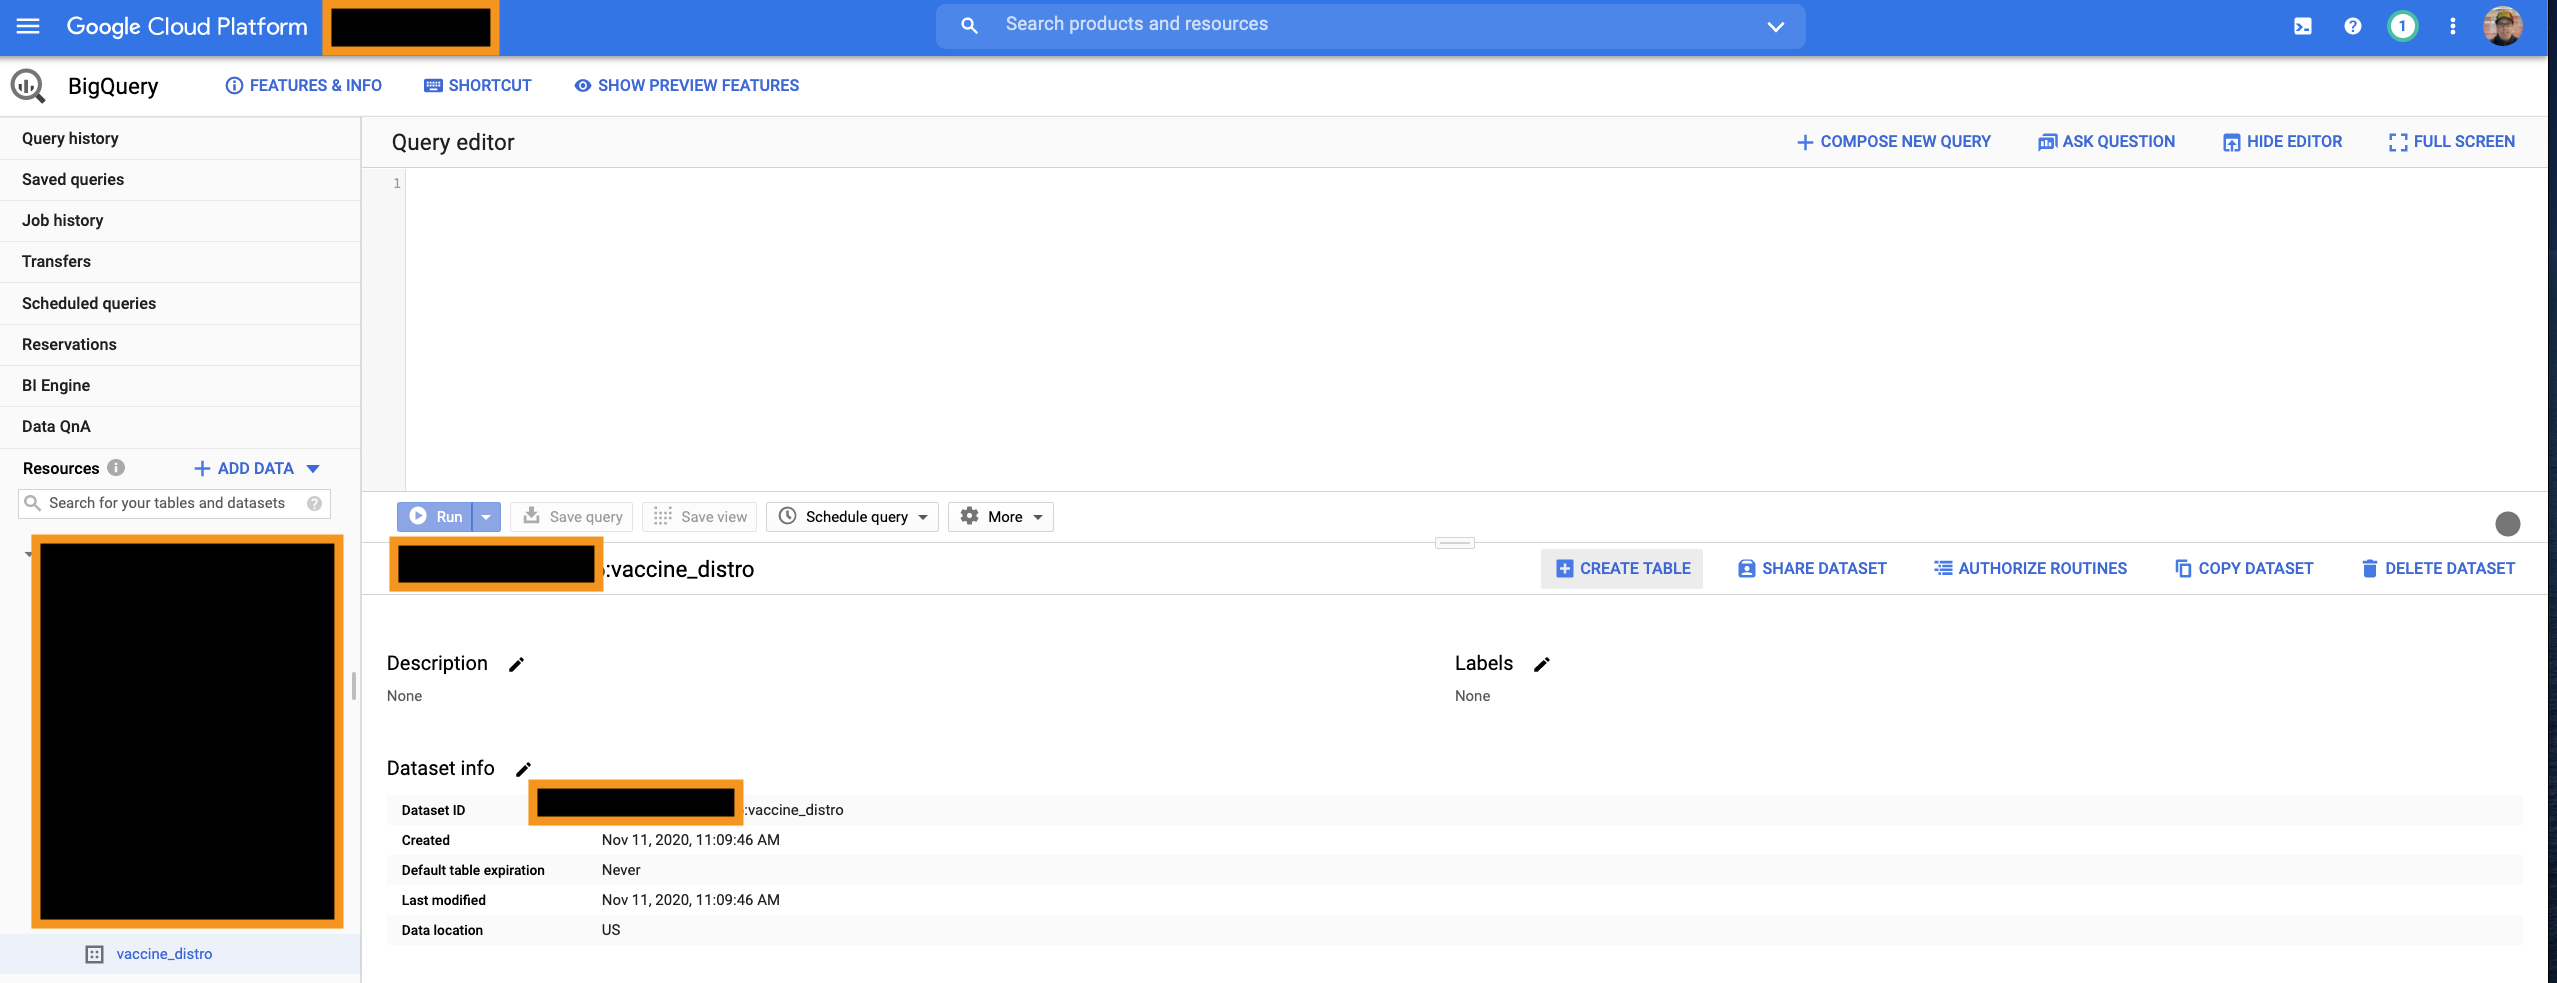 Google Cloud Platform
Search products and resources
1
BigQuery
FEATURES & INFO
SHORTCUT
SHOW PREVIEW FEATURES
Query history
Saved queries
Job history
Transfers
Scheduled queries
Reservations
BI Engine
Data QnA
Resources
ADD DATA
Search for your tables and datasets
vaccine_distro
Query editor
COMPOSE NEW QUERY
ASK QUESTION
HIDE EDITOR
FULL SCREEN
1
Run
Save query
Save view
Schedule query
More
:vaccine_distro
CREATE TABLE
SHARE DATASET
AUTHORIZE ROUTINES
COPY DATASET
DELETE DATASET
Description
None
Labels
None
Dataset info
Dataset ID :vaccine_distro
Created Nov 11, 2020, 11:09:46 AM
Default table expiration Never
Last modified Nov 11, 2020, 11:09:46 AM
Data location US